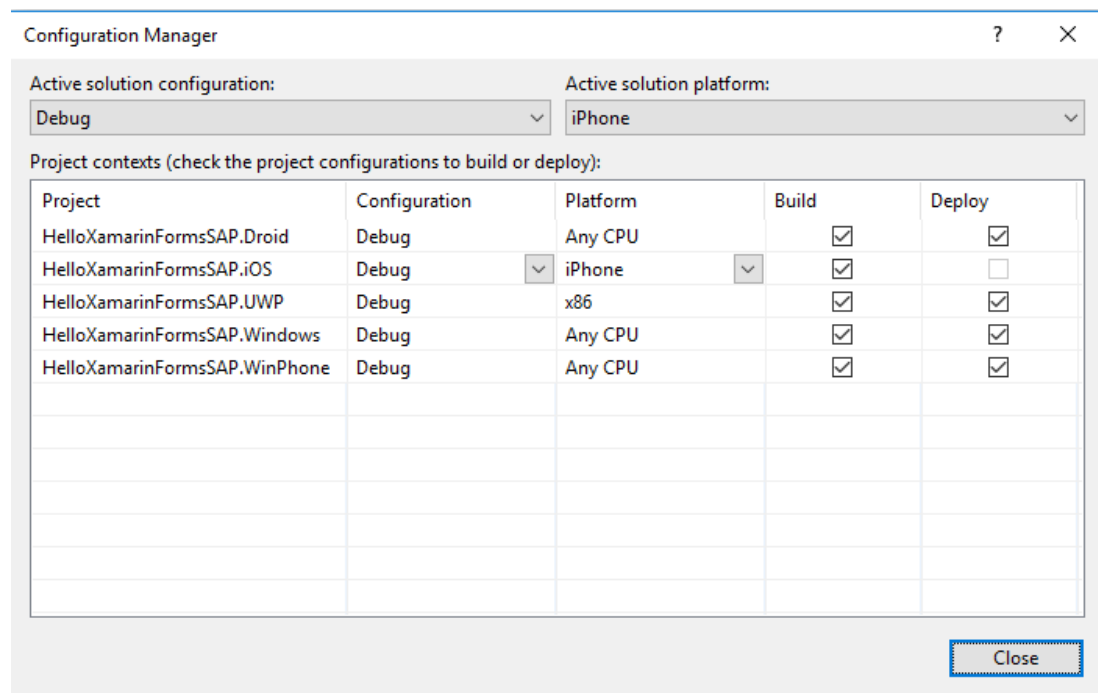 Configuration Manager ?
Active solution configuration: Active solution platform:
Debug iPhone
Project contexts (check the project configurations to build or deploy):
Project Configuration Platform Build Deploy
HelloXamarinFormsSAP.Droid Debug Any CPU
HelloXamarinFormsSAP.iOS Debug iPhone
HelloXamarinFormsSAP.UWP Debug x86
HelloXamarinFormsSAP.Windows Debug Any CPU
HelloXamarinFormsSAP.WinPhone Debug Any CPU
Close